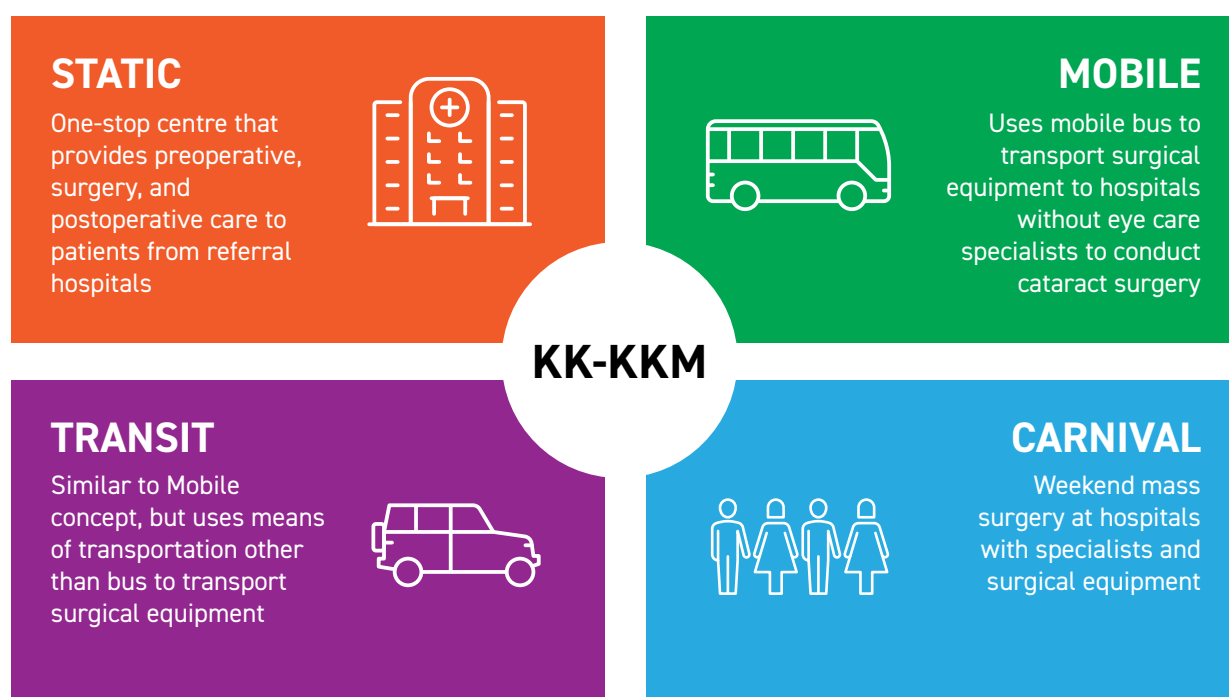 STATIC
One-stop centre that
provides preoperative,
surgery, and
postoperative care to
patients from referral
hospitals
MOBILE
Uses mobile bus to
transport surgical
equipment to hospitals
without eye care
specialists to conduct
cataract surgery
KK-KKM
TRANSIT
Similar to Mobile
concept, but uses means
of transportation other
than bus to transport
surgical equipment
CARNIVAL
Weekend mass
surgery at hospitals
with specialists and
surgical equipment